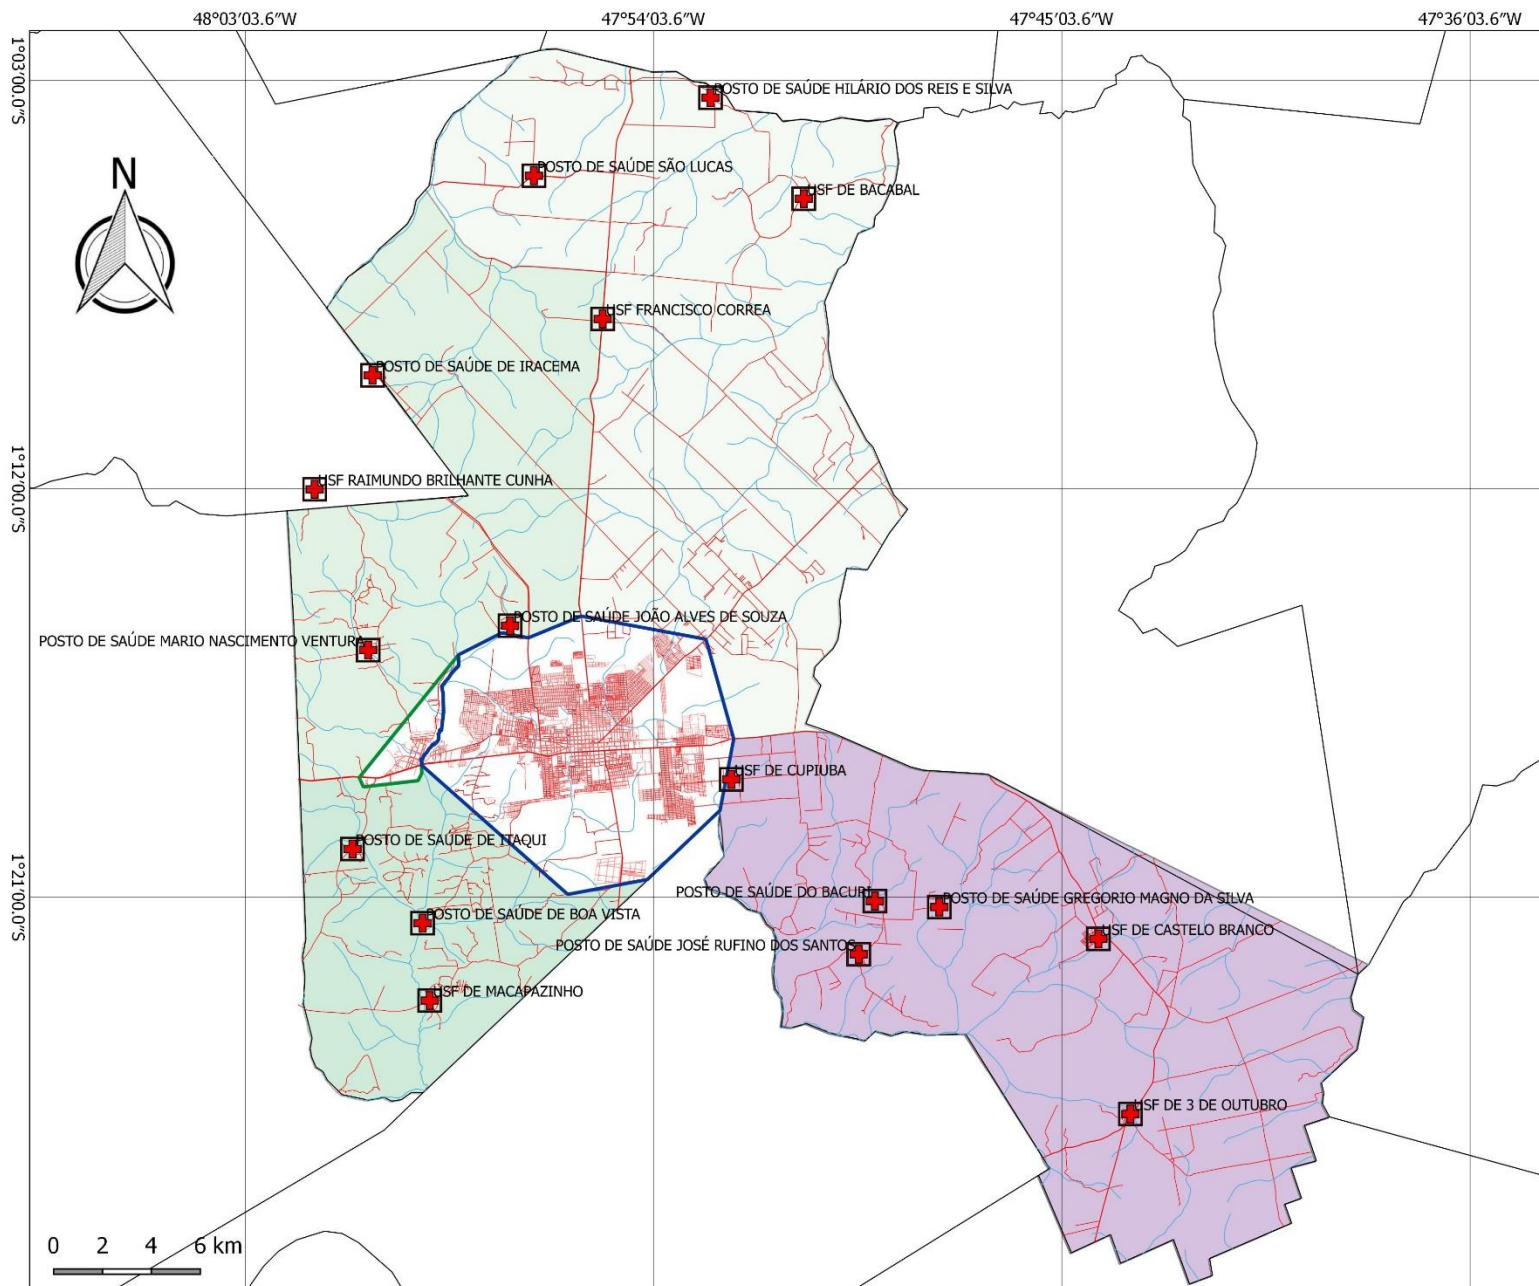 48°03′03.6″W 47°54′03.6″W 47°45′03.6″W 47°36′03.6″W
1°03′00.0″S
POSTO DE SAÚDE HILÁRIO DOS REIS E SILVA
N
POSTO DE SAÚDE SÃO LUCAS
USF DE BACABAL
USF FRANCISCO CORREA
POSTO DE SAÚDE DE IRACEMA
1°12′00.0″S
USF RAIMUNDO BRILHANTE CUNHA
POSTO DE SAÚDE JOÃO ALVES DE SOUZA
POSTO DE SAÚDE MARIO NASCIMENTO VENTURA
USF DE CUPIUBA
POSTO DE SAÚDE DE ITAQUI
1°21′00.0″S
POSTO DE SAÚDE DO BACURI
POSTO DE SAÚDE GREGORIO MAGNO DA SILVA
POSTO DE SAÚDE DE BOA VISTA
USF DE CASTELO BRANCO
POSTO DE SAÚDE JOSÉ RUFINO DOS SANTOS
USF DE MACAPAZINHO
USF DE 3 DE OUTUBRO
0 2 4 6 km